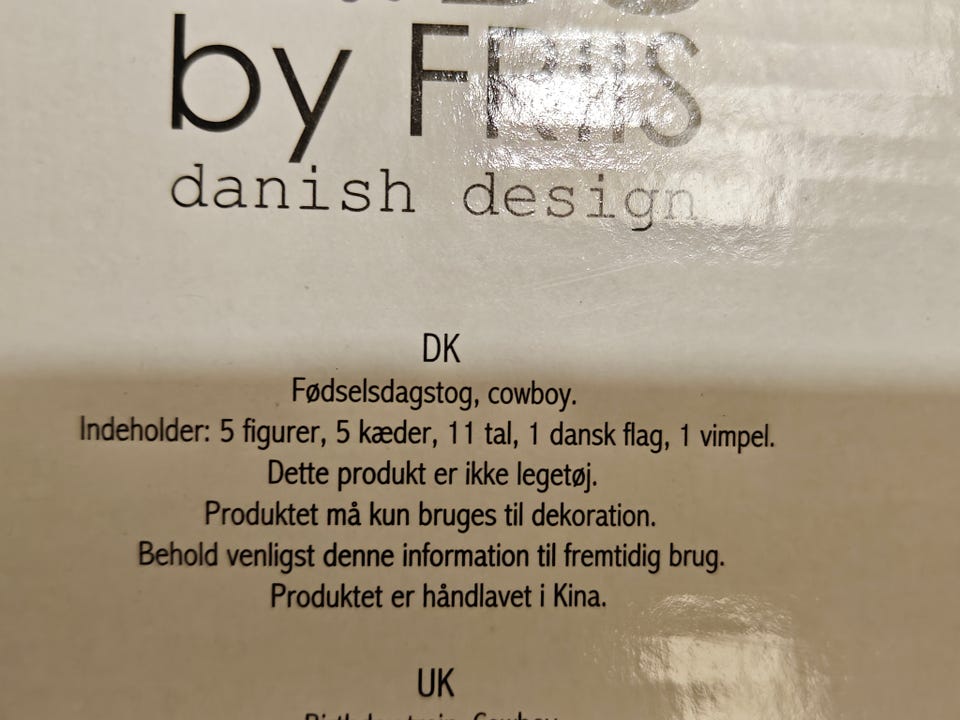 by FRIIS
danish design
DK
Fødselsdagstog, cowboy.
Indeholder: 5 figurer, 5 kæder, 11 tal, 1 dansk flag, 1 vimpel.
Dette produkt er ikke legetøj.
Produktet må kun bruges til dekoration.
Behold venligst denne information til fremtidig brug.
Produktet er håndlavet i Kina.
UK